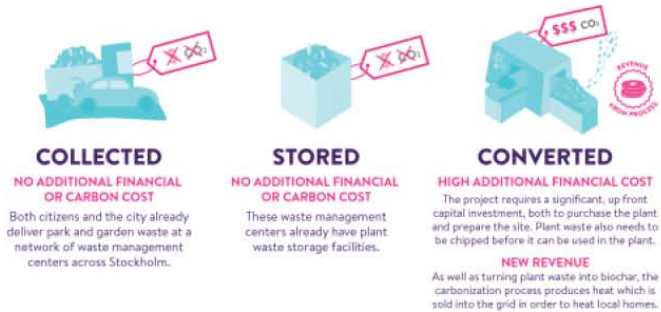 $$$ CO₂
REVENUE
FROM PROCESS
COLLECTED
NO ADDITIONAL FINANCIAL
OR CARBON COST
Both citizens and the city already
deliver park and garden waste at a
network of waste management
centers across Stockholm.
STORED
NO ADDITIONAL FINANCIAL
OR CARBON COST
These waste management
centers already have plant
waste storage facilities.
CONVERTED
HIGH ADDITIONAL FINANCIAL COST
The project requires a significant, up front
capital investment, both to purchase the plant
and prepare the site. Plant waste also needs to
be chipped before it can be used in the plant.
NEW REVENUE
As well as turning plant waste into biochar, the
carbonization process produces heat which is
sold into the grid in order to heat local homes.